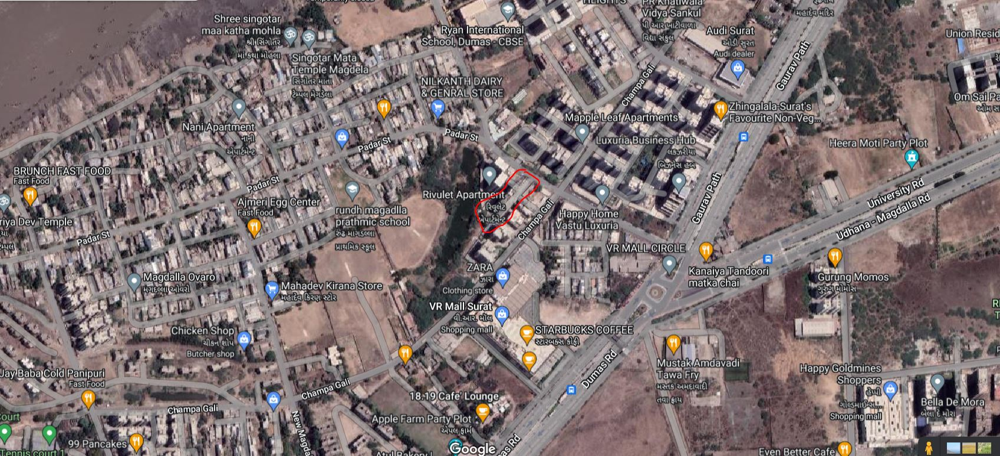 HEIGHTS
PR Khatiwala
Vidya Sankul
પી આર ખાટીવાળા
વિદ્યા સંકુલ
મહાદેવ મંદિર
Shree singotar
maa katha mohla
શ્રી સિંગોતર
માં કથા મોહલા
Ryan International
School, Dumas - CBSE
Audi Surat
ઓડી સુરત
Audi dealer
Gaurav Path
Union Resid
Singotar Mata
Temple Magdela
સિંગોતર માતા
ટેમ્પલ મેગડેલા
NILKANTH DAIRY
& GENRAL STORE
Champa Gali
Om Sai Pa
Zhingalala-Surat's
Favourite Non-Veg...
Nani Apartment
નાની
એપાર્ટમેન્ટ
Mapple Leaf Apartments
Padar St
Padar St
Luxuria Business Hub
લક્ઝરીયા
બિઝનેસ હબ
Heera Moti Party Plot
BRUNCH FAST FOOD
Fast Food
Padar St
Rivulet Apartment
રિવૂલેટ
એપાર્ટમેન્ટ
Gaurav Path
University Rd
Udhana - Magdalla Rd
Ajmeri Egg Center
Fast Food
rundh magadlla
prathmic school
રુંઢ માગડલ્લા
પ્રાથમિક સ્કૂલ
Champa Gali
Happy Home
Vastu Luxuria
riya Dev Temple
Padar St
VR MALL CIRCLE
ZARA
ઝારા
Clothing store
Kanaiya Tandoori
matka chai
Gurung Momos
ગુરુંગ મોમોસ
Magdalla Ovaro
મગદલ્લા ઓવરો
Mahadev Kirana Store
મહાદેવ કિરણ સ્ટોર
VR Mall Surat
વી.આર. મૉલ
Shopping mall
STARBUCKS COFFEE
સ્ટારબક્સ કોફી
Chicken Shop
ચીકન શોપ
Butcher shop
Mustak Amdavadi
Tawa Fry
મસ્તક અમદાવાદી
તવા ફ્રાય
Dumas Rd
Happy Goldmines
Shoppers
હેપી
ગોલ્ડમાઈન્સ...
Shopping mall
Jay Baba Cold Panipuri
Fast Food
Champa Gali
Champa Gali
18.19 Cafe' Lounge
Apple Farm Party Plot
એપલ ફાર્મ
Bella De Mora
બેલા દે મોરા
Court
New Magda
99 Pancakes
Tennis court 1
Atul Bakery |
Google
as Rd
Even Better Cafe